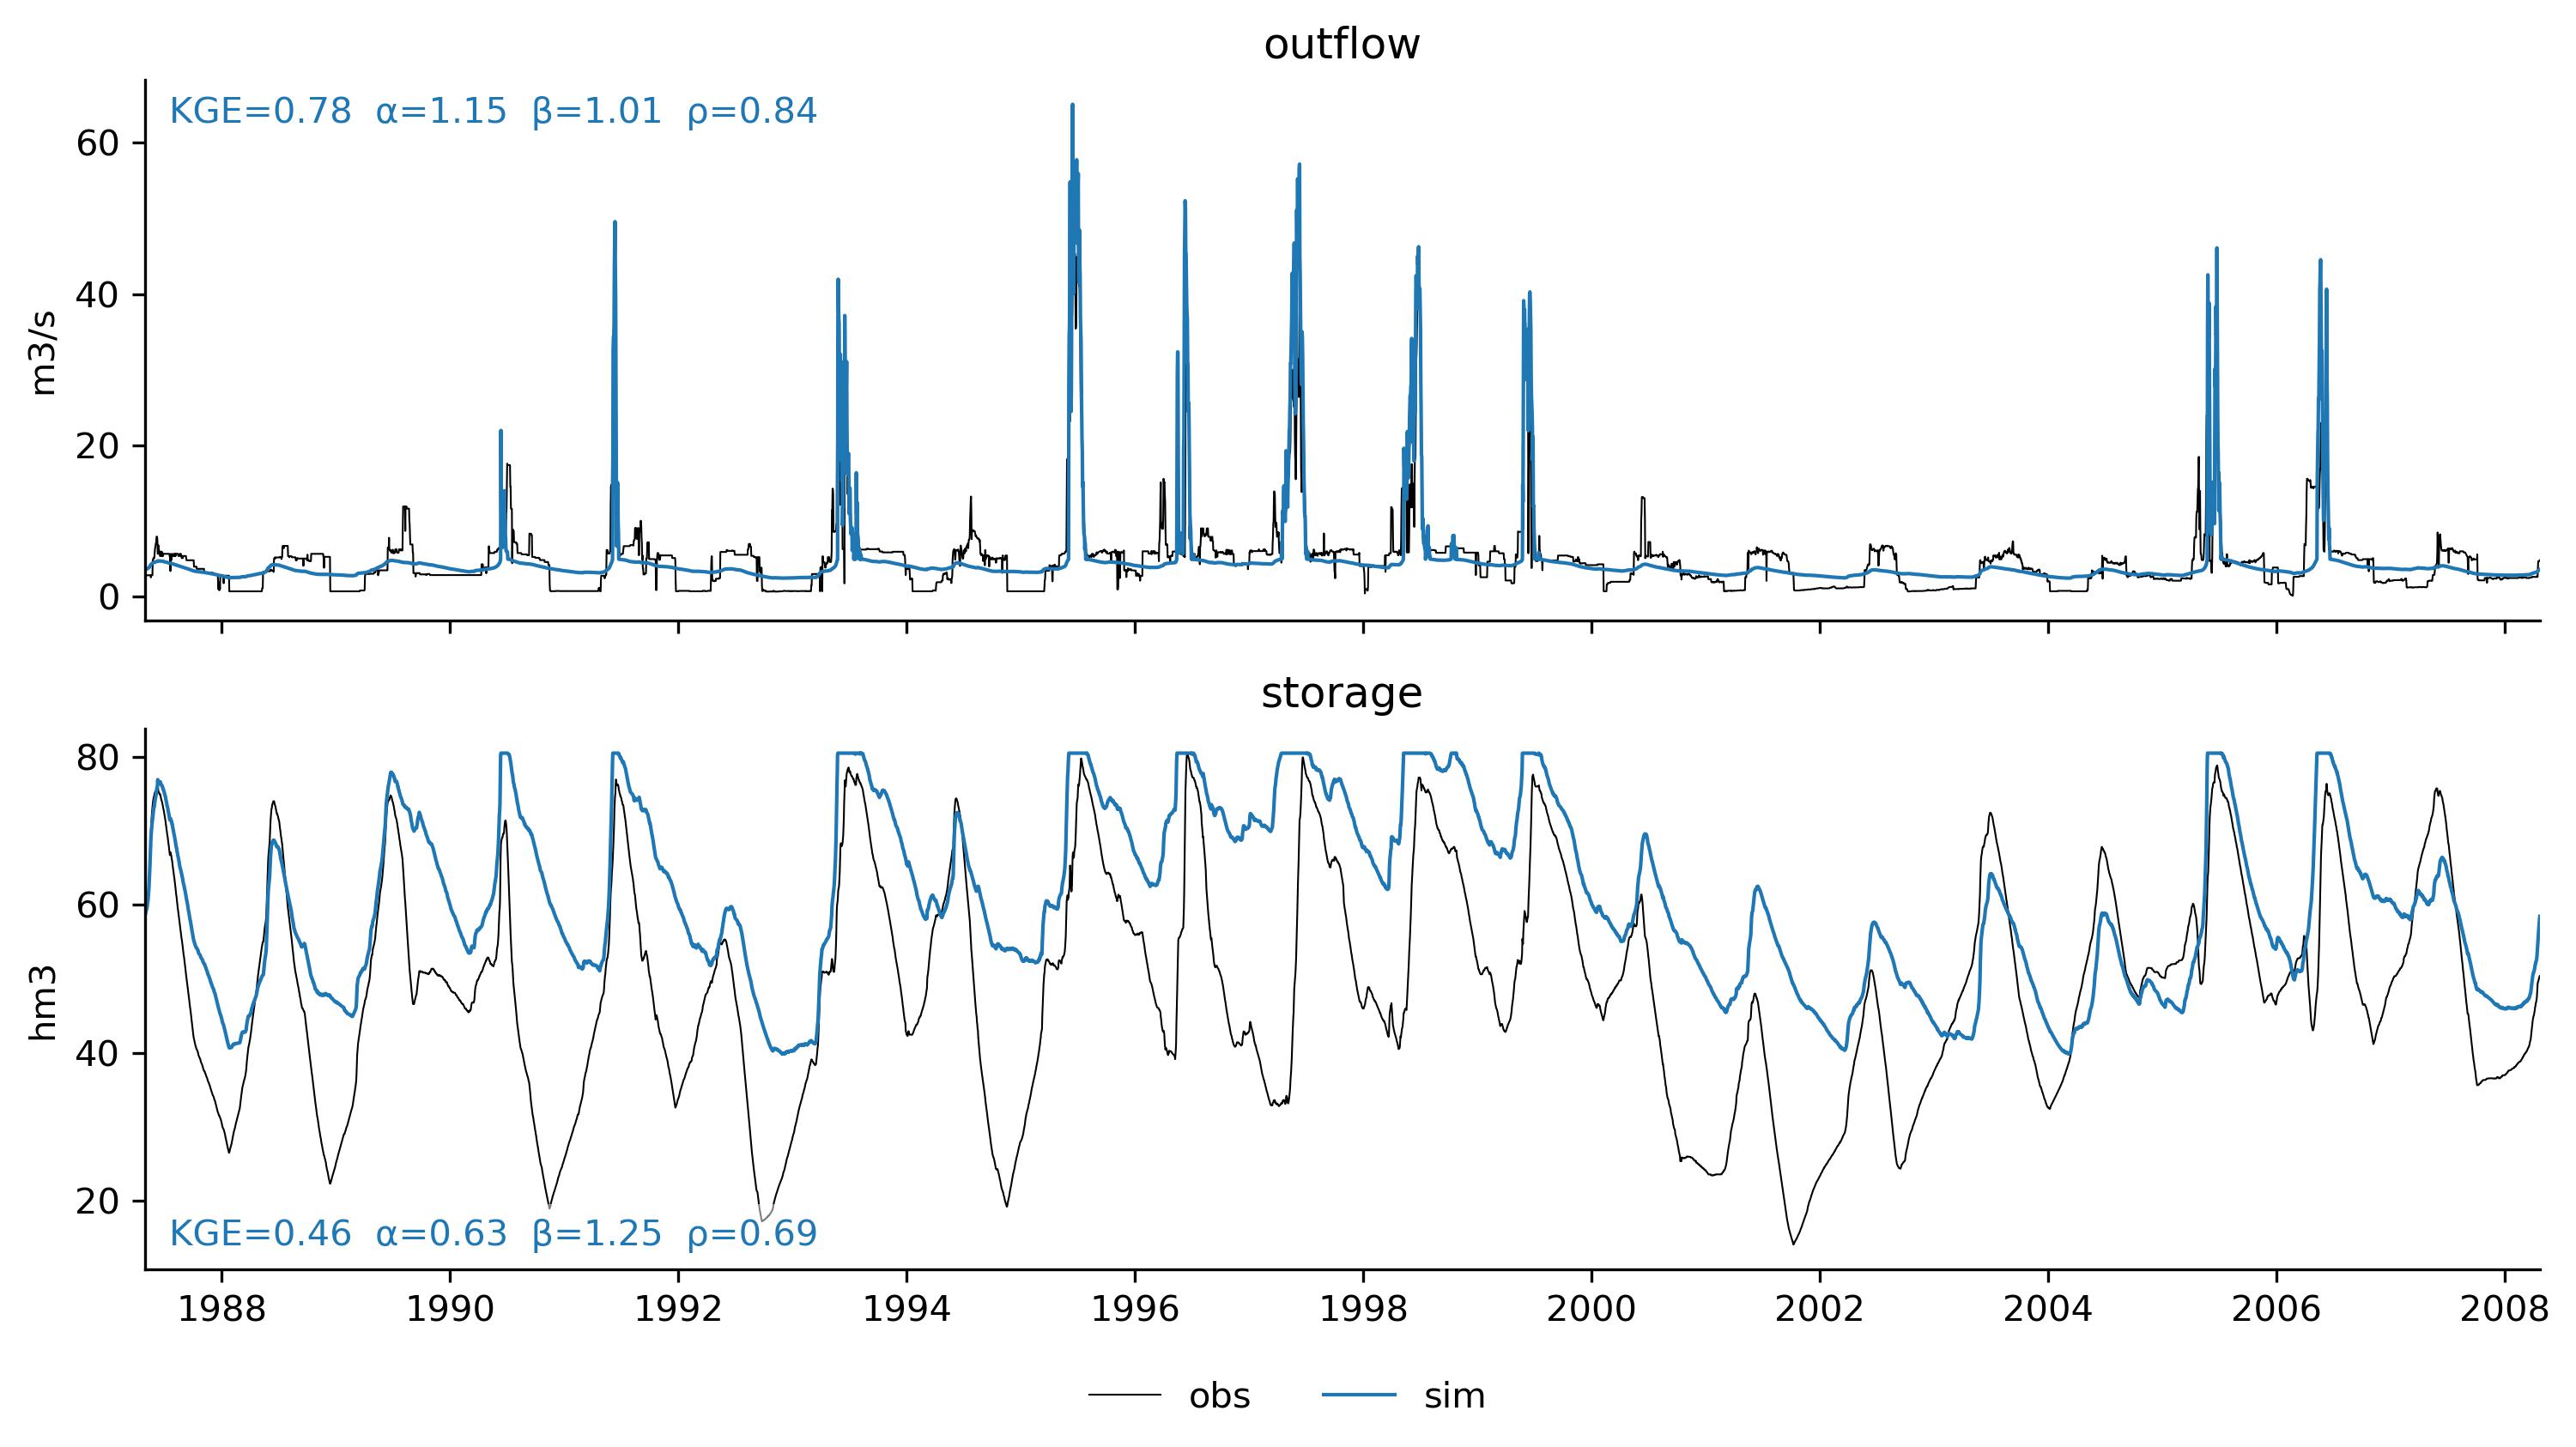 outflow
KGE=0.78 α=1.15 β=1.01 ρ=0.84
m3/s
60
40
20
0
storage
hm3
80
60
40
20
KGE=0.46 α=0.63 β=1.25 ρ=0.69
1988 1990 1992 1994 1996 1998 2000 2002 2004 2006 2008
obs sim